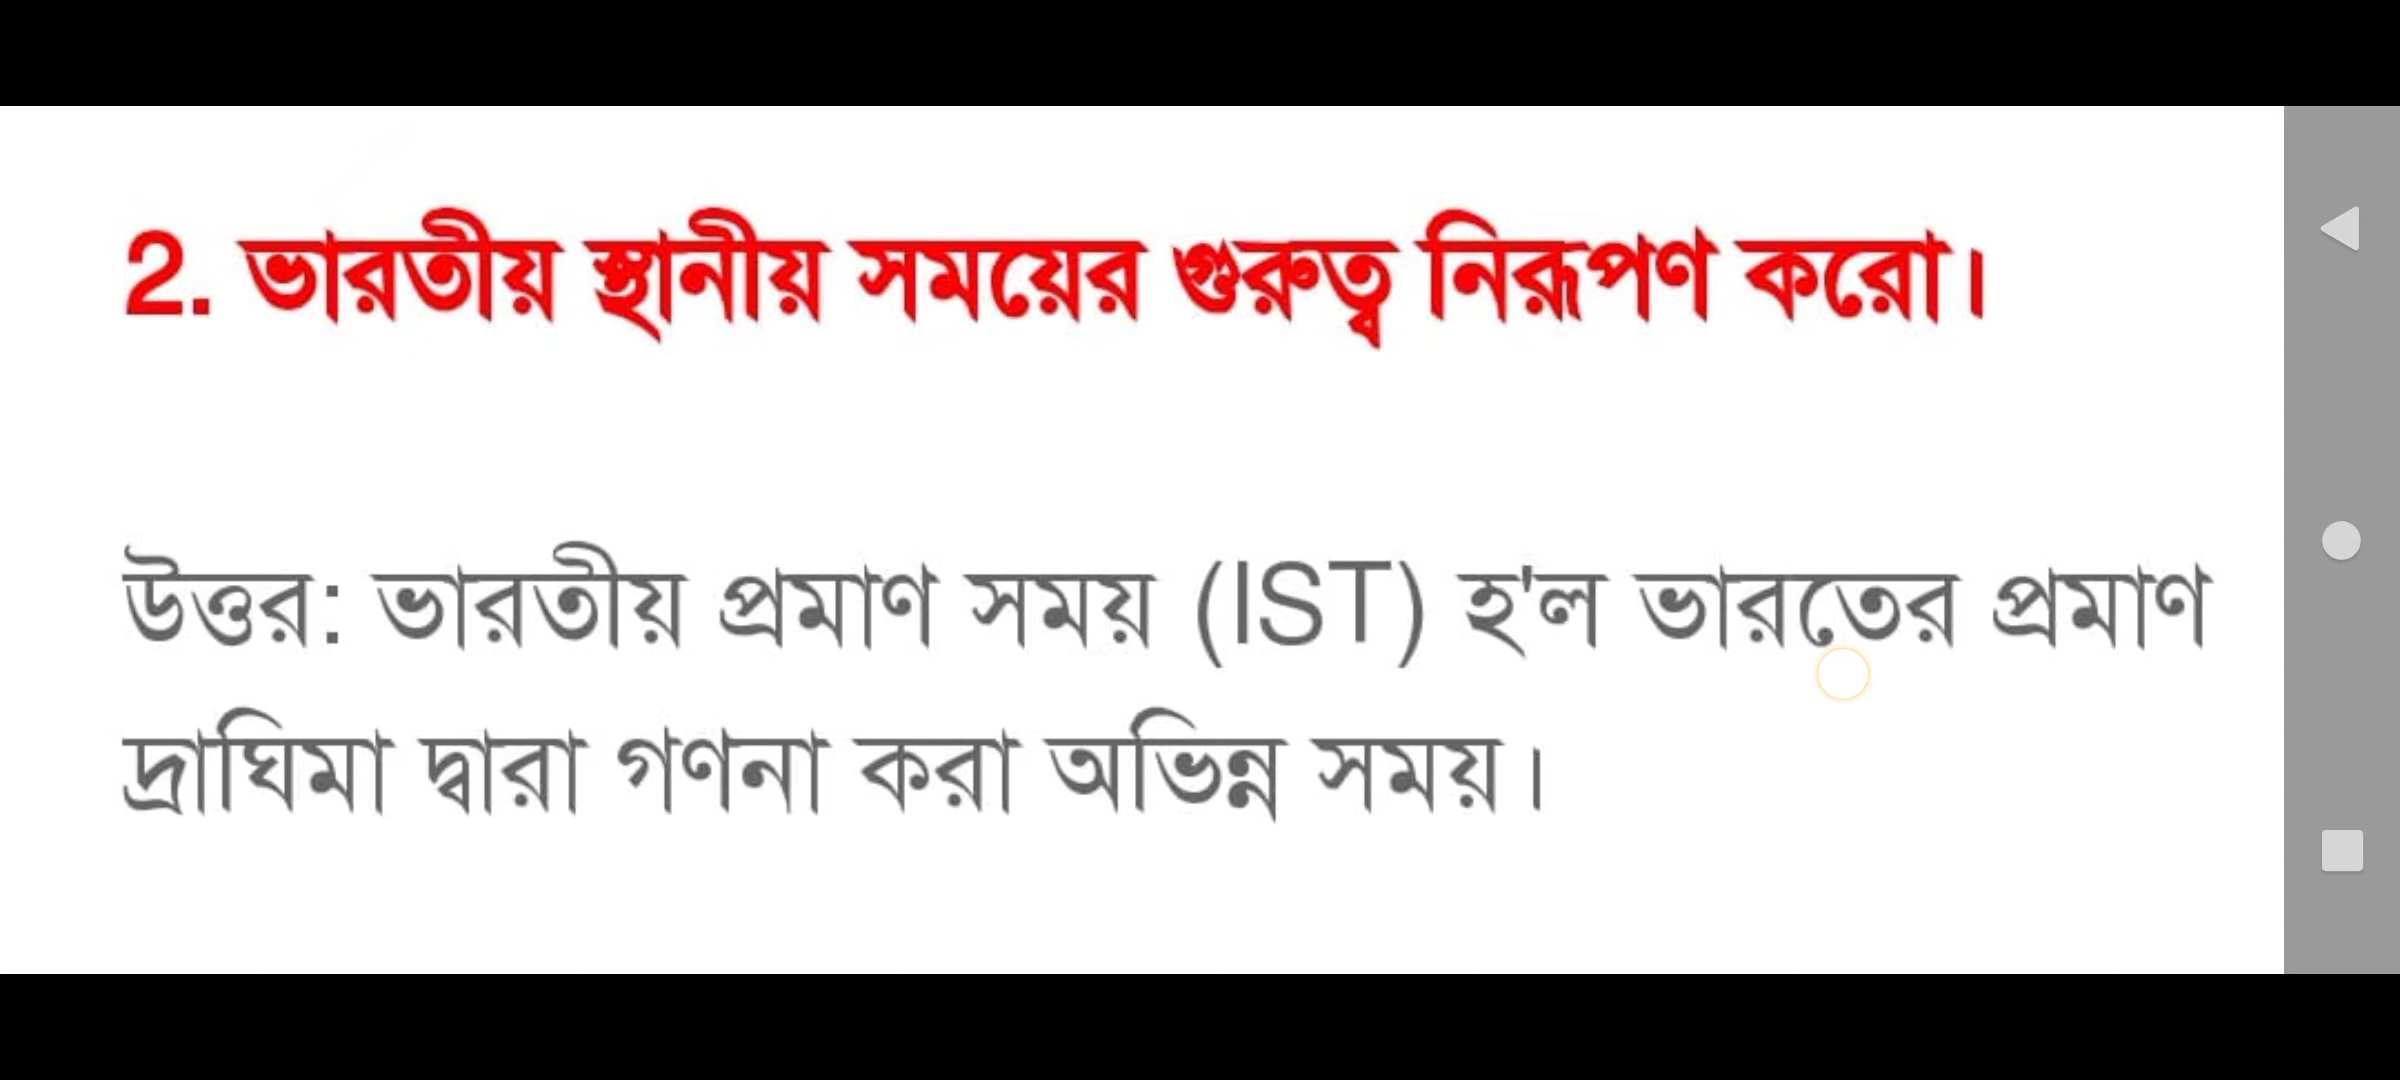 2. ভারতীয় স্থানীয় সময়ের গুরুত্ব নিরূপণ করো।
উত্তর: ভারতীয় প্রমাণ সময় (IST) হ'ল ভারতের প্রমাণ
দ্রাঘিমা দ্বারা গণনা করা অভিন্ন সময়।